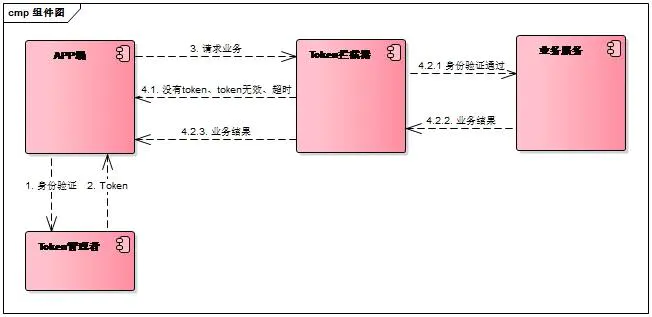 cmp 组件图
APP端
3. 请求业务
Token拦截器
4.2.1 身份验证通过
业务服务
4.1. 没有token、token无效、超时
4.2.3. 业务结果
4.2.2. 业务结果
1. 身份验证
2. Token
Token管理者